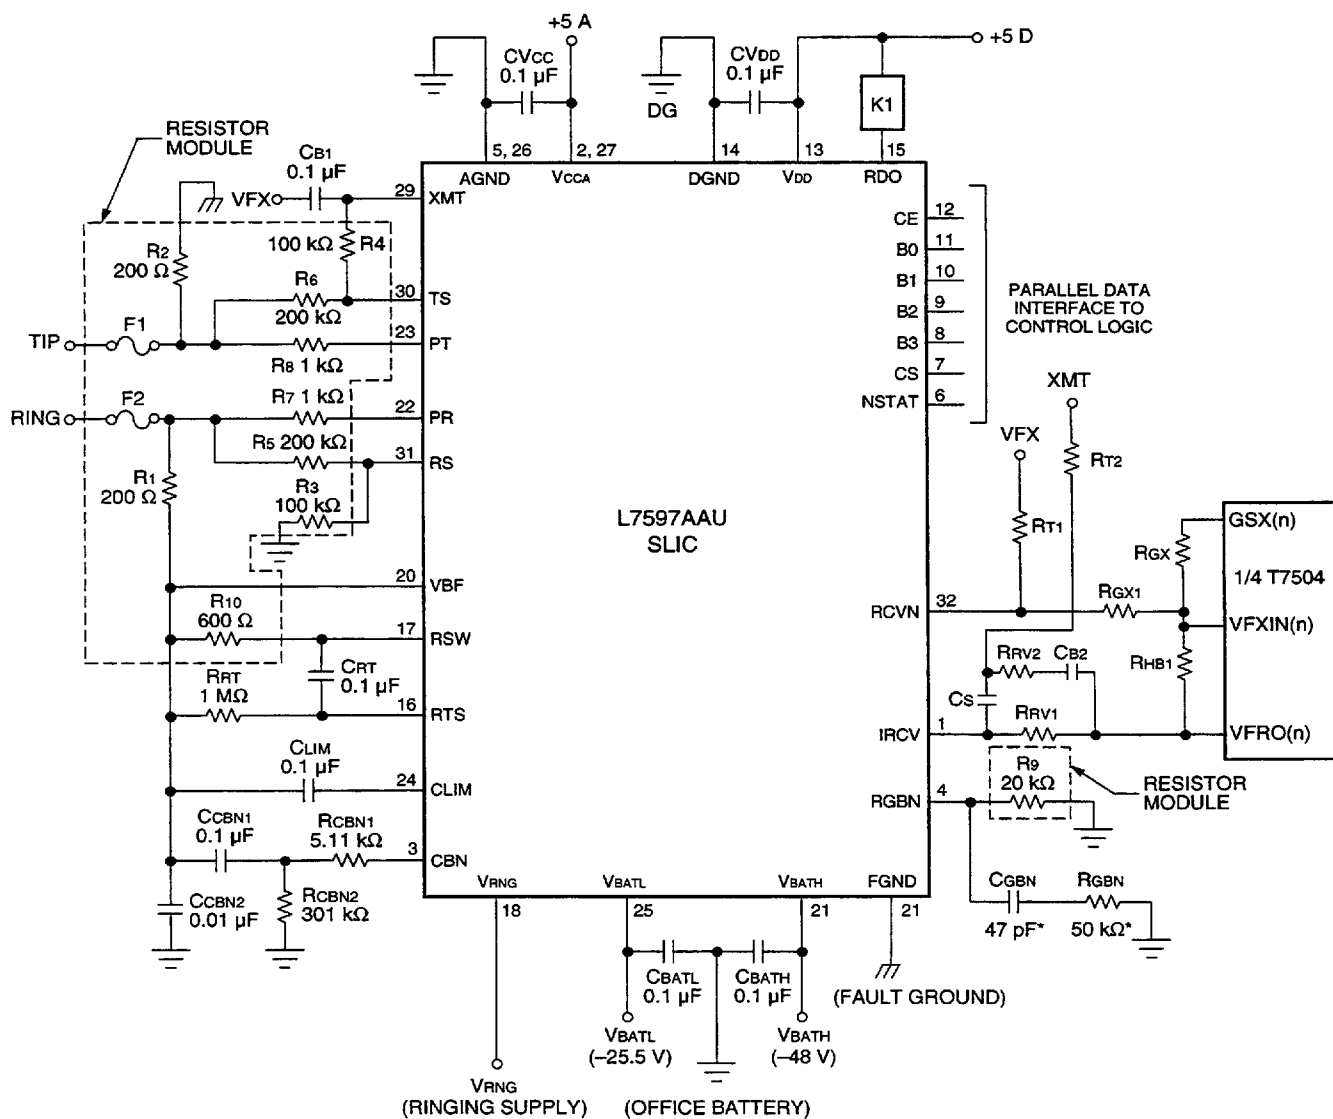 +5 A
CVCC
0.1 µF
CVDD
0.1 µF
+5 D
DG
K1
RESISTOR
MODULE
CB1
0.1 µF
VFX
5, 26
2, 27
14
13
15
AGND
VCCA
DGND
VDD
RDO
29
XMT
100 kΩ
R4
R2
200 Ω
R6
200 kΩ
30
TS
TIP
F1
R8 1 kΩ
23
PT
RING
F2
R7 1 kΩ
22
PR
R5 200 kΩ
31
RS
R1
200 Ω
R3
100 kΩ
20
VBF
R10
600 Ω
17
RSW
CRT
0.1 µF
RRT
1 MΩ
16
RTS
CLIM
0.1 µF
24
CLIM
CCBN1
0.1 µF
RCBN1
5.11 kΩ
3
CBN
CCBN2
0.01 µF
RCBN2
301 kΩ
L7597AAU
SLIC
CE
12
B0
11
B1
10
B2
9
B3
8
CS
7
NSTAT
6
PARALLEL DATA
INTERFACE TO
CONTROL LOGIC
XMT
VFX
RT2
RT1
RGX
GSX(n)
1/4 T7504
RCVN
32
RGX1
VFXIN(n)
RHB1
RRV2
CB2
CS
RRV1
IRCV
1
VFRO(n)
R9
20 kΩ
RESISTOR
MODULE
RGBN
4
CGBN
47 pF*
RGBN
50 kΩ*
VRNG
VBATL
VBATH
FGND
18
25
21
21
CBATL
0.1 µF
CBATH
0.1 µF
(FAULT GROUND)
VBATL
(–25.5 V)
VBATH
(–48 V)
VRNG
(RINGING SUPPLY)
(OFFICE BATTERY)